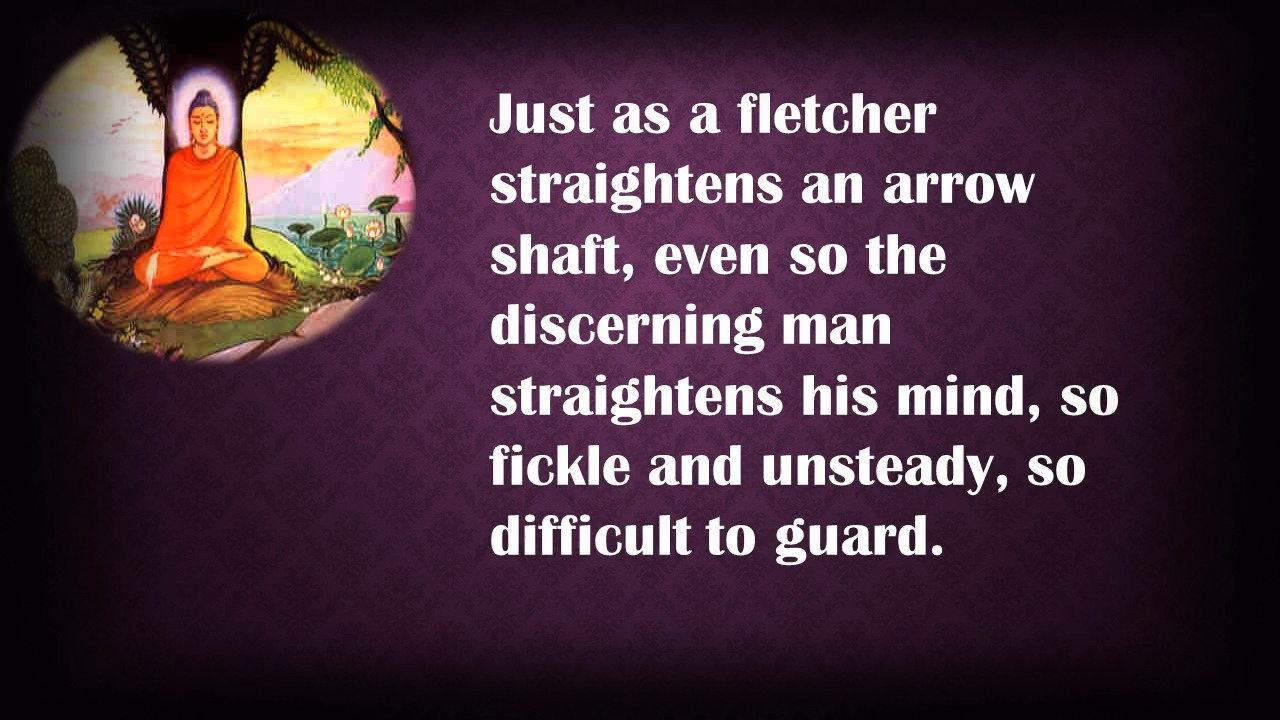 Just as a fletcher
straightens an arrow
shaft, even so the
discerning man
straightens his mind, so
fickle and unsteady, so
difficult to guard.